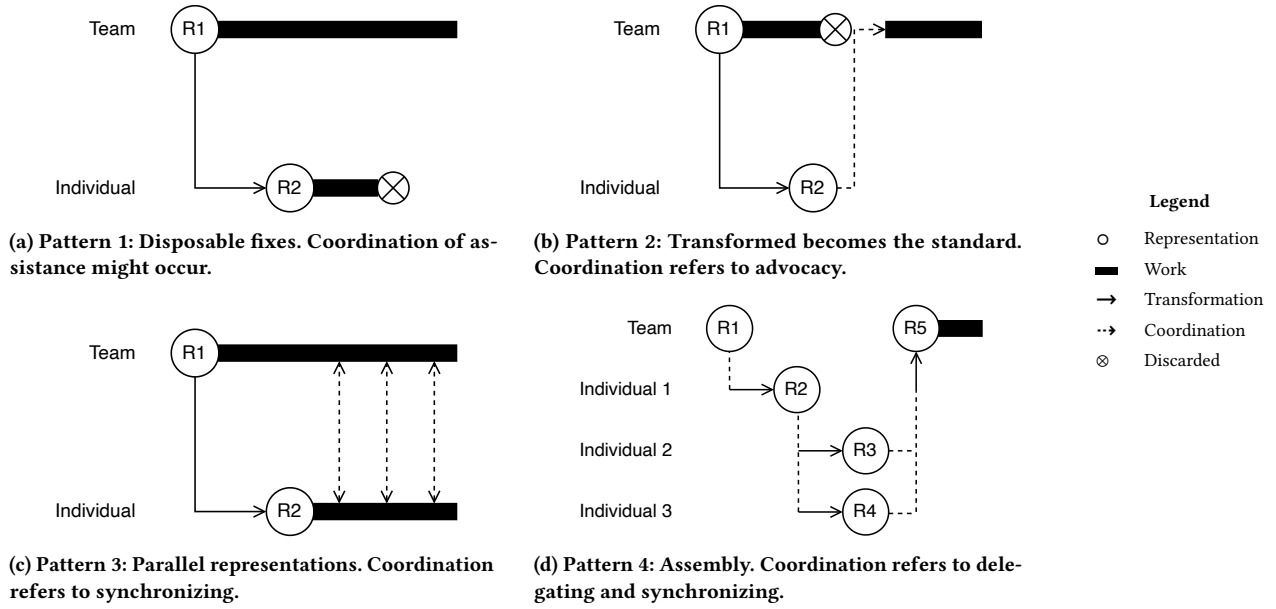 Team
R1
Individual
R2
(a) Pattern 1: Disposable fixes. Coordination of as-
sistance might occur.
Team
R1
Individual
R2
(b) Pattern 2: Transformed becomes the standard.
Coordination refers to advocacy.
Team
R1
Individual
R2
(c) Pattern 3: Parallel representations. Coordination
refers to synchronizing.
Team
R1
R5
Individual 1
R2
Individual 2
R3
Individual 3
R4
(d) Pattern 4: Assembly. Coordination refers to dele-
gating and synchronizing.
Legend
Representation
Work
Transformation
Coordination
Discarded